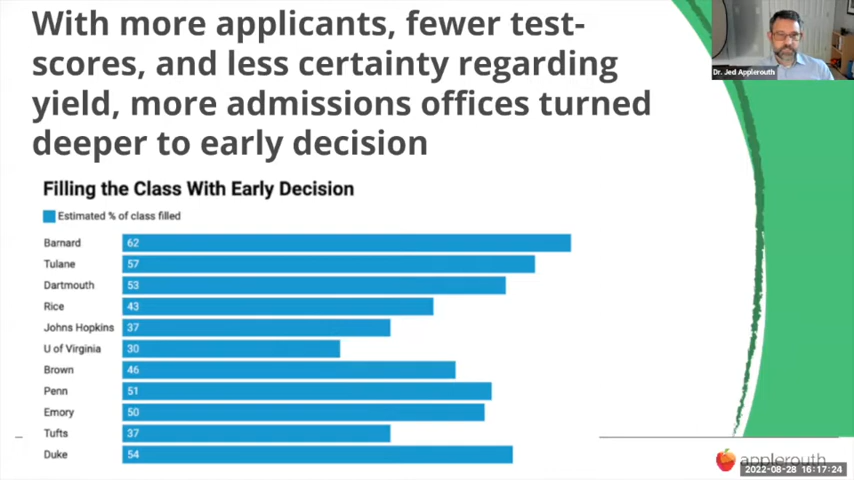 With more applicants, fewer test-
scores, and less certainty regarding
yield, more admissions offices turned
deeper to early decision
Dr. Jed Applerouth
Filling the Class With Early Decision
Estimated % of class filled
Barnard 62
Tulane 57
Dartmouth 53
Rice 43
Johns Hopkins 37
U of Virginia 30
Brown 46
Penn 51
Emory 50
Tufts 37
Duke 54
applerouth
2022-08-28 16:17:24